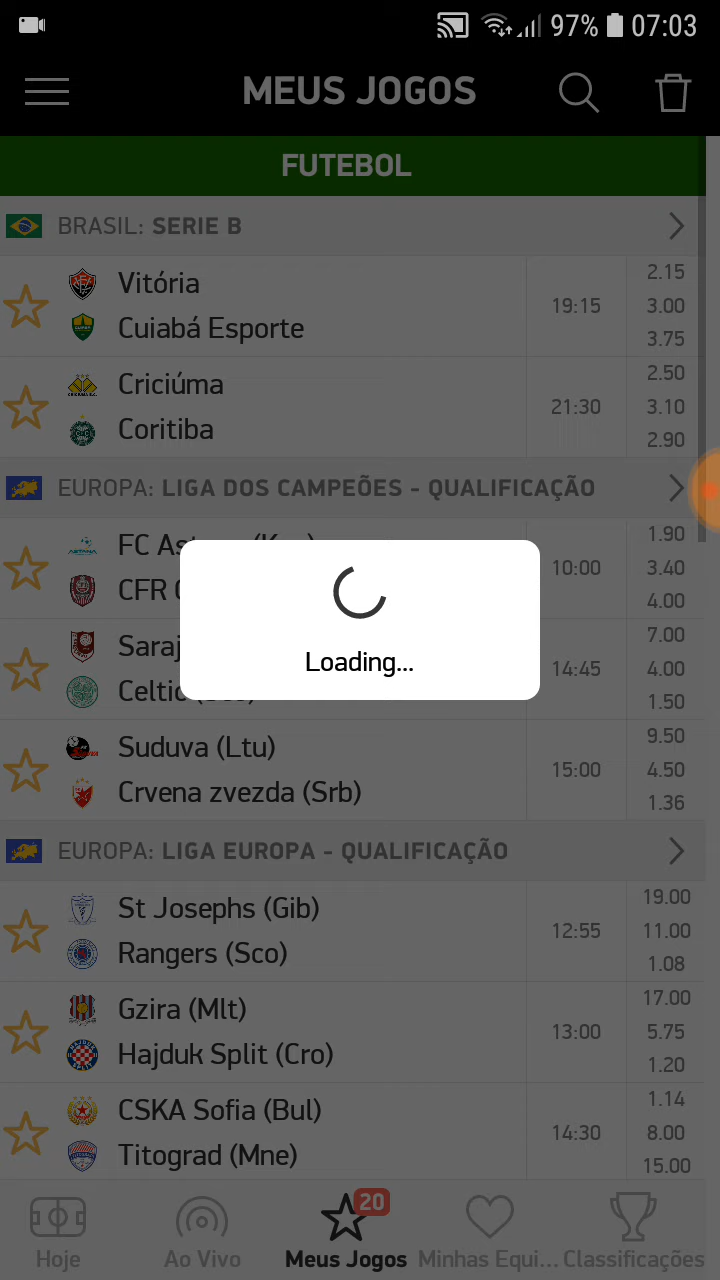 97% 07:03
MEUS JOGOS
FUTEBOL
BRASIL: SERIE B
Vitória
Cuiabá Esporte
19:15
2.15
3.00
3.75
Criciúma
Coritiba
21:30
2.50
3.10
2.90
EUROPA: LIGA DOS CAMPEÕES - QUALIFICAÇÃO
FC
CFR
10:00
1.90
3.40
4.00
Celtic
14:45
7.00
4.00
1.50
Suduva (Ltu)
Crvena zvezda (Srb)
15:00
9.50
4.50
1.36
Loading...
EUROPA: LIGA EUROPA - QUALIFICAÇÃO
St Josephs (Gib)
Rangers (Sco)
12:55
19.00
11.00
1.08
Gzira (Mlt)
Hajduk Split (Cro)
13:00
17.00
5.75
1.20
CSKA Sofia (Bul)
Titograd (Mne)
14:30
1.14
8.00
15.00
20
Hoje
Ao Vivo
Meus Jogos
Minhas Equi...
Classificações